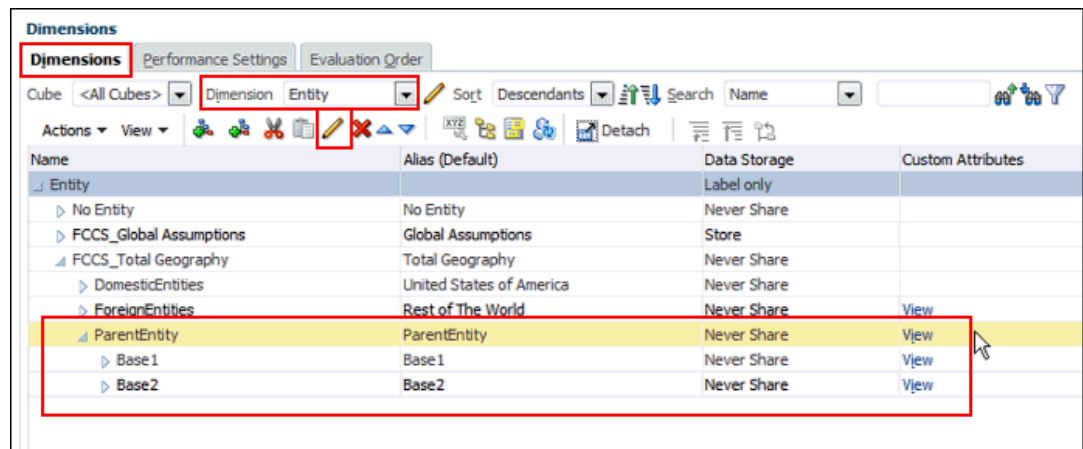 Dimensions
Dimensions Performance Settings Evaluation Order
Cube <All Cubes> Dimension Entity Sort Descendants Search Name
Actions View XYZ Detach
Name Alias (Default) Data Storage Custom Attributes
Entity Label only
No Entity No Entity Never Share
FCCS_Global Assumptions Global Assumptions Store
FCCS_Total Geography Total Geography Never Share
DomesticEntities United States of America Never Share
ForeignEntities Rest of The World Never Share View
ParentEntity ParentEntity Never Share View
Base1 Base1 Never Share View
Base2 Base2 Never Share View